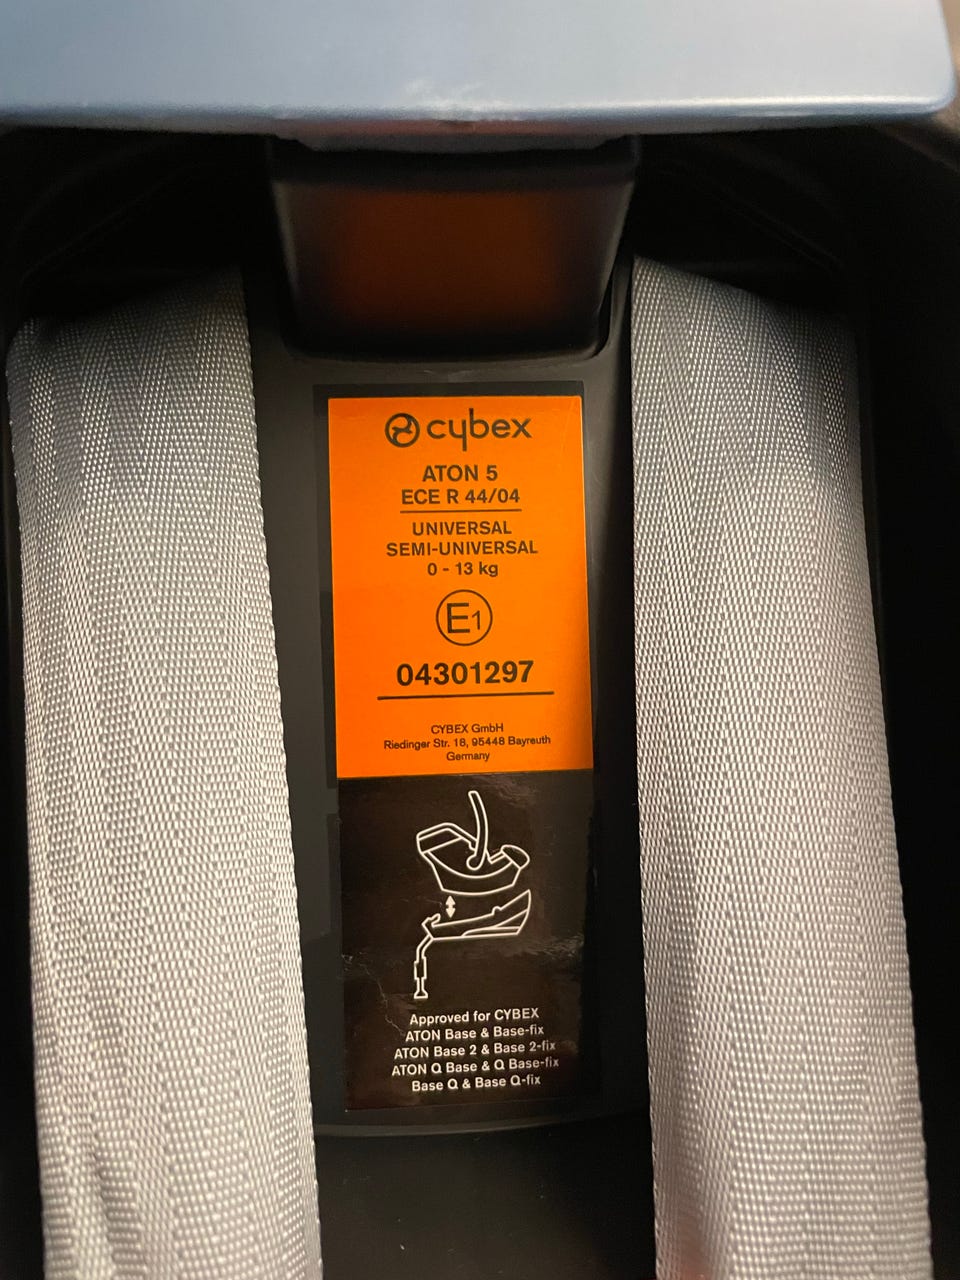 cybex
ATON 5
ECE R 44/04
UNIVERSAL
SEMI-UNIVERSAL
0 - 13 kg
E1
04301297
CYBEX GmbH
Riedinger Str. 18, 95448 Bayreuth
Germany
Approved for CYBEX
ATON Base & Base-fix
ATON Base 2 & Base 2-fix
ATON Q Base & Q Base-fix
Base Q & Base Q-fix